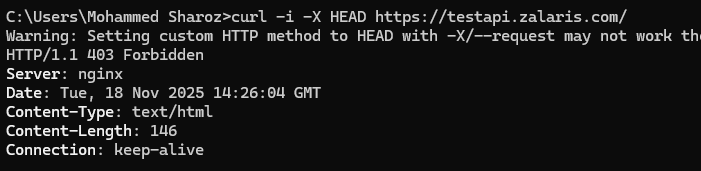 C:\Users\Mohammed Sharoz>curl -i -X HEAD https://testapi.zalaris.com/
Warning: Setting custom HTTP method to HEAD with -X/--request may not work
HTTP/1.1 403 Forbidden
Server: nginx
Date: Tue, 18 Nov 2025 14:26:04 GMT
Content-Type: text/html
Content-Length: 146
Connection: keep-alive